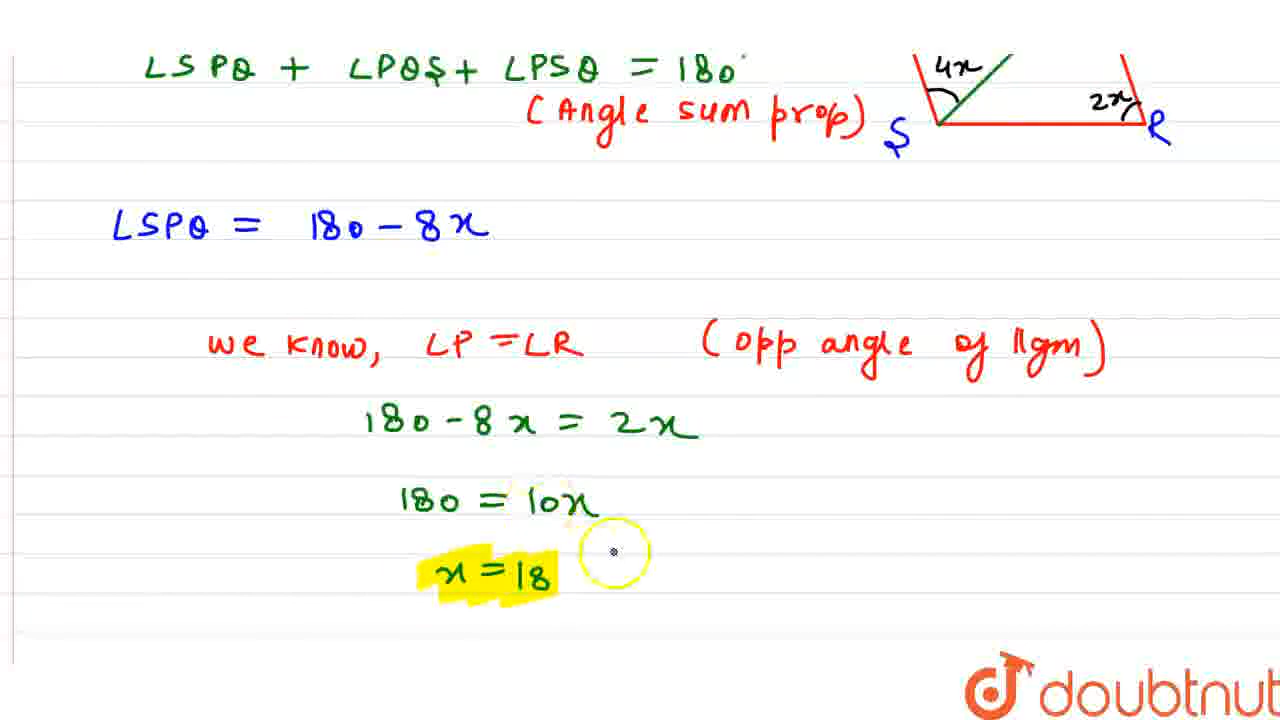 ∠SPQ + ∠PQS + ∠PSQ = 180°
(Angle sum prop)
4x
2x
S
R
∠SPQ = 180 - 8x
we know, ∠P = ∠R (opp angle of llgm)
180 - 8x = 2x
180 = 10x
x = 18
doubtnut